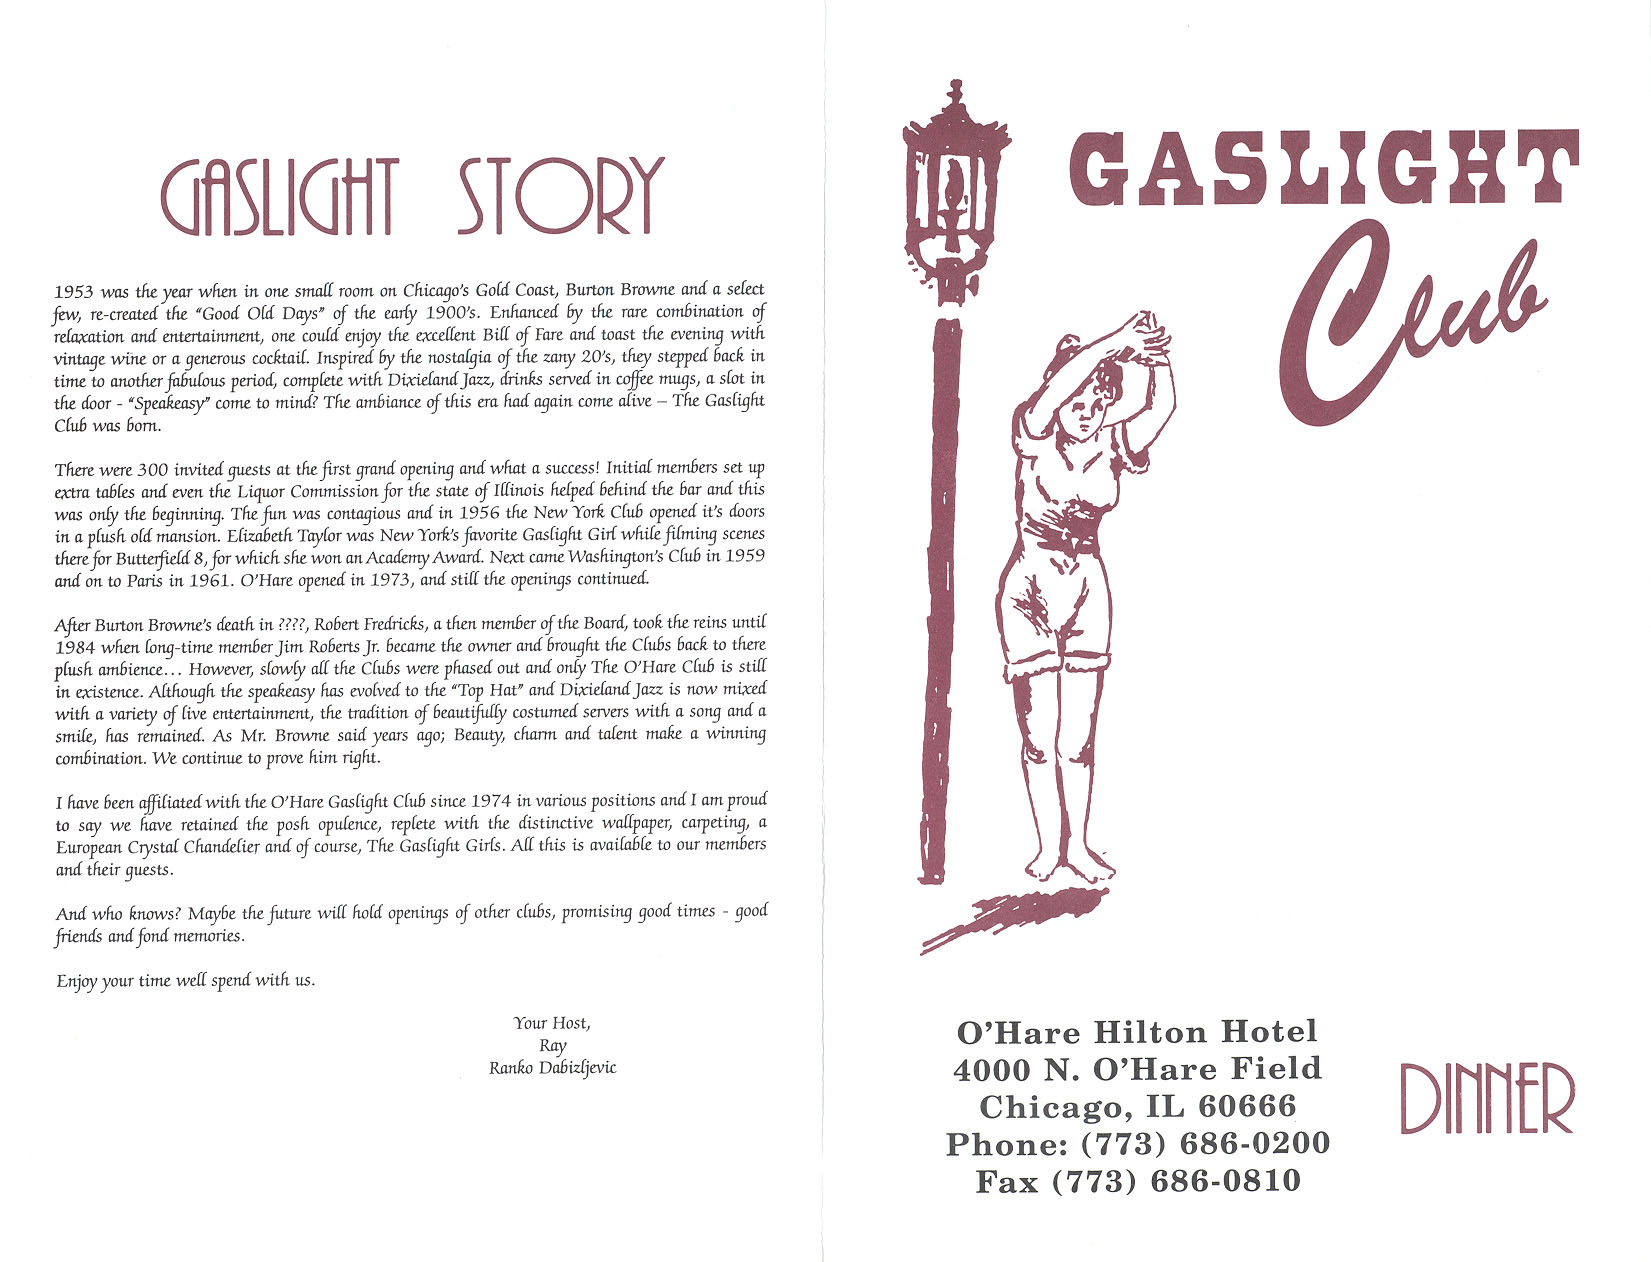 GASLIGHT STORY
1953 was the year when in one small room on Chicago's Gold Coast, Burton Browne and a select
few, re-created the "Good Old Days" of the early 1900's. Enhanced by the rare combination of
relaxation and entertainment, one could enjoy the excellent Bill of Fare and toast the evening with
vintage wine or a generous cocktail. Inspired by the nostalgia of the zany 20's, they stepped back in
time to another fabulous period, complete with Dixieland Jazz, drinks served in coffee mugs, a slot in
the door - "Speakeasy" come to mind? The ambiance of this era had again come alive – The Gaslight
Club was born.
There were 300 invited guests at the first grand opening and what a success! Initial members set up
extra tables and even the Liquor Commission for the state of Illinois helped behind the bar and this
was only the beginning. The fun was contagious and in 1956 the New York Club opened it's doors
in a plush old mansion. Elizabeth Taylor was New York's favorite Gaslight Girl while filming scenes
there for Butterfield 8, for which she won an Academy Award. Next came Washington's Club in 1959
and on to Paris in 1961. O'Hare opened in 1973, and still the openings continued.
After Burton Browne's death in ????, Robert Fredricks, a then member of the Board, took the reins until
1984 when long-time member Jim Roberts Jr. became the owner and brought the Clubs back to there
plush ambience... However, slowly all the Clubs were phased out and only The O'Hare Club is still
in existence. Although the speakeasy has evolved to the "Top Hat" and Dixieland Jazz is now mixed
with a variety of live entertainment, the tradition of beautifully costumed servers with a song and a
smile, has remained. As Mr. Browne said years ago; Beauty, charm and talent make a winning
combination. We continue to prove him right.
I have been affiliated with the O'Hare Gaslight Club since 1974 in various positions and I am proud
to say we have retained the posh opulence, replete with the distinctive wallpaper, carpeting, a
European Crystal Chandelier and of course, The Gaslight Girls. All this is available to our members
and their guests.
And who knows? Maybe the future will hold openings of other clubs, promising good times - good
friends and fond memories.
Enjoy your time well spend with us.
Your Host,
Ray
Ranko Dabizljevic
GASLIGHT
Club
O'Hare Hilton Hotel
4000 N. O'Hare Field
Chicago, IL 60666
Phone: (773) 686-0200
Fax (773) 686-0810
DINNER